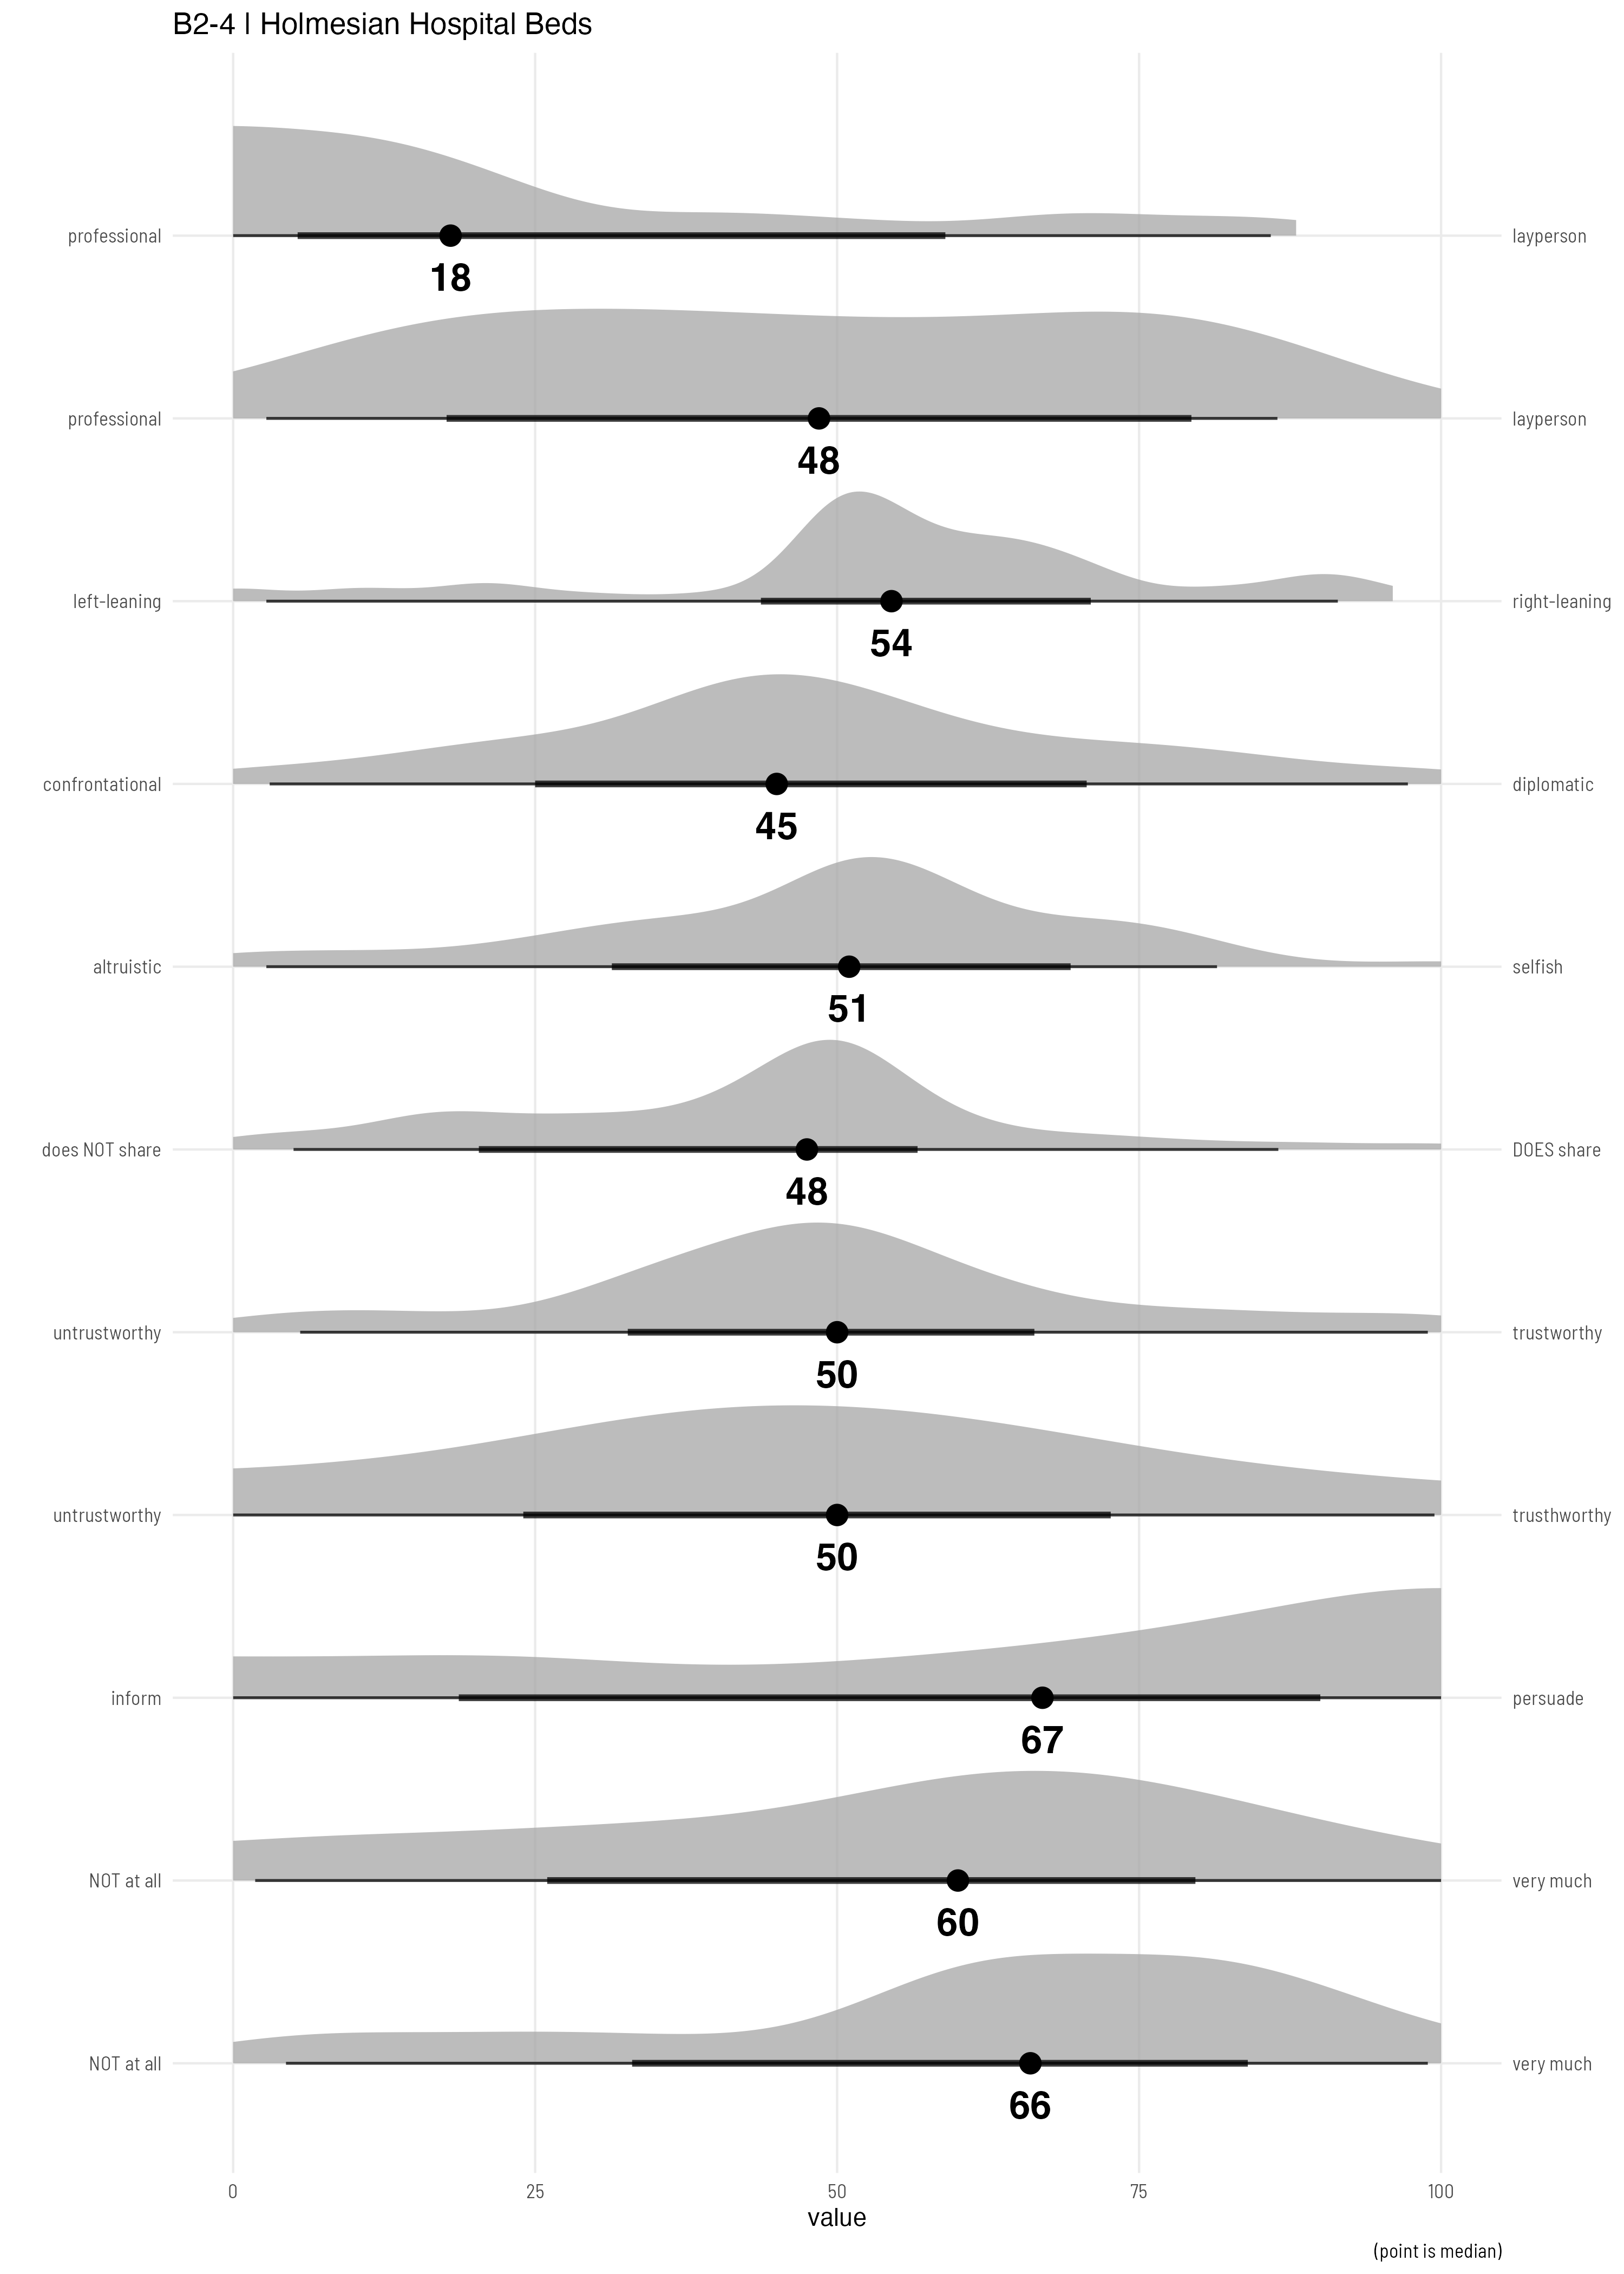 B2-4 | Holmesian Hospital Beds
professional layperson
18
professional layperson
48
left-leaning right-leaning
54
confrontational diplomatic
45
altruistic selfish
51
does NOT share DOES share
48
untrustworthy trustworthy
50
untrustworthy trusthworthy
50
inform persuade
67
NOT at all very much
60
NOT at all very much
66
0 25 50 75 100
value
(point is median)